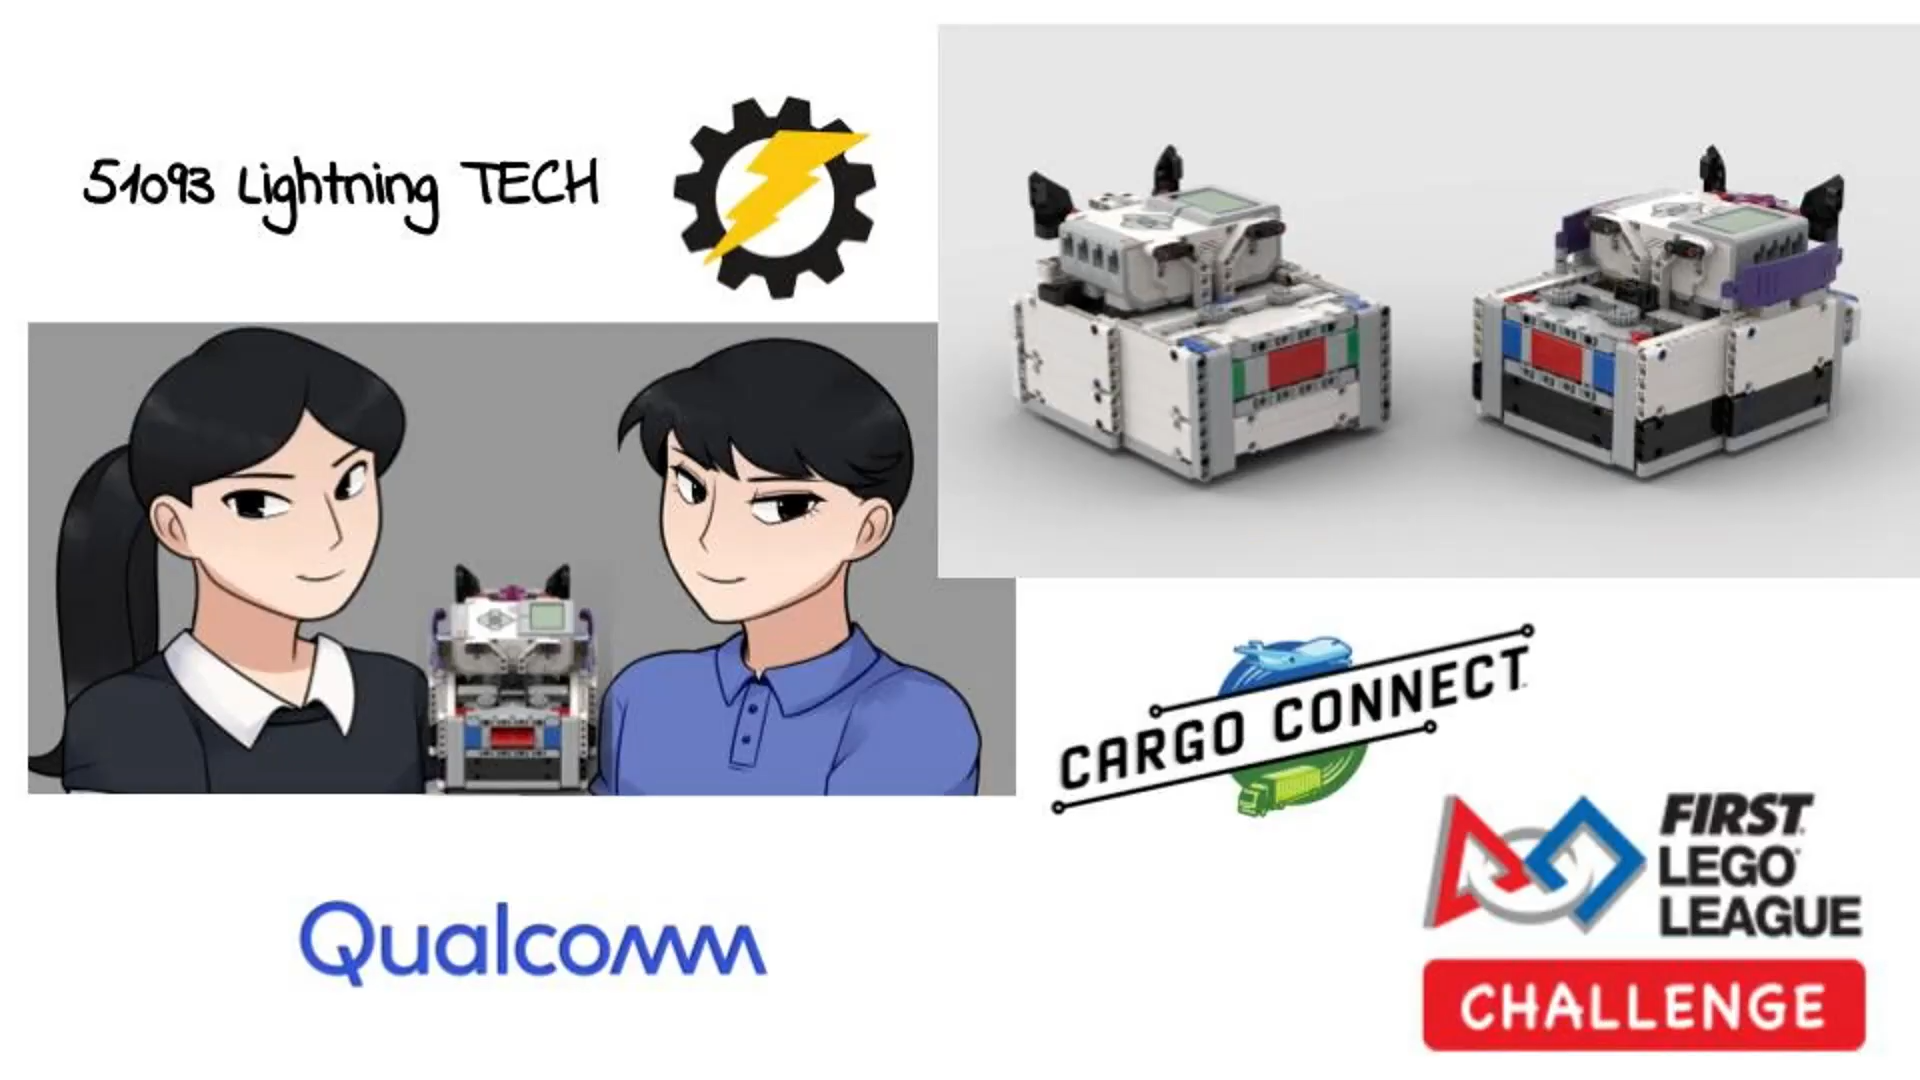 51093 Lightning TECH
CARGO CONNECT
FIRST
LEGO
LEAGUE
CHALLENGE
Qualcomm